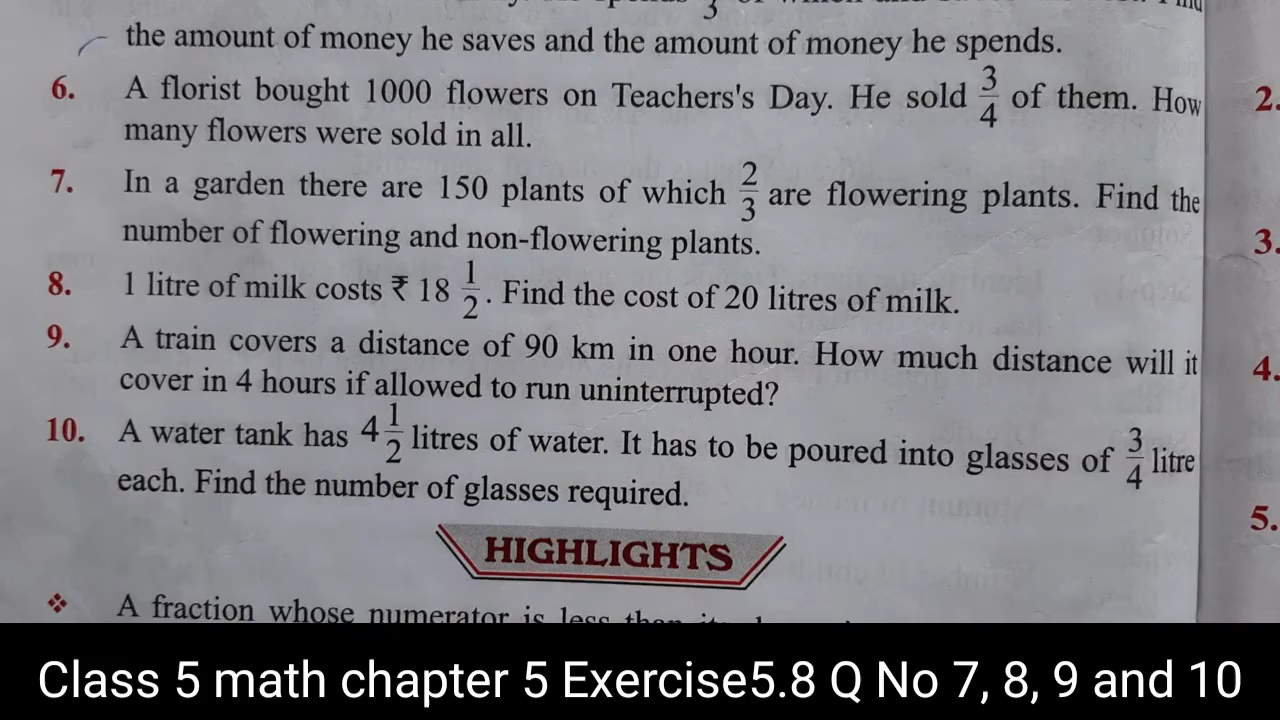 3
the amount of money he saves and the amount of money he spends.
6. A florist bought 1000 flowers on Teachers's Day. He sold 3/4 of them. How
many flowers were sold in all.
7. In a garden there are 150 plants of which 2/3 are flowering plants. Find the
number of flowering and non-flowering plants.
8. 1 litre of milk costs ₹ 18 1/2. Find the cost of 20 litres of milk.
9. A train covers a distance of 90 km in one hour. How much distance will it
cover in 4 hours if allowed to run uninterrupted?
10. A water tank has 4 1/2 litres of water. It has to be poured into glasses of 3/4 litre
each. Find the number of glasses required.
HIGHLIGHTS
❖ A fraction whose numerator is less than
2.
3.
4.
5.
Class 5 math chapter 5 Exercise5.8 Q No 7, 8, 9 and 10